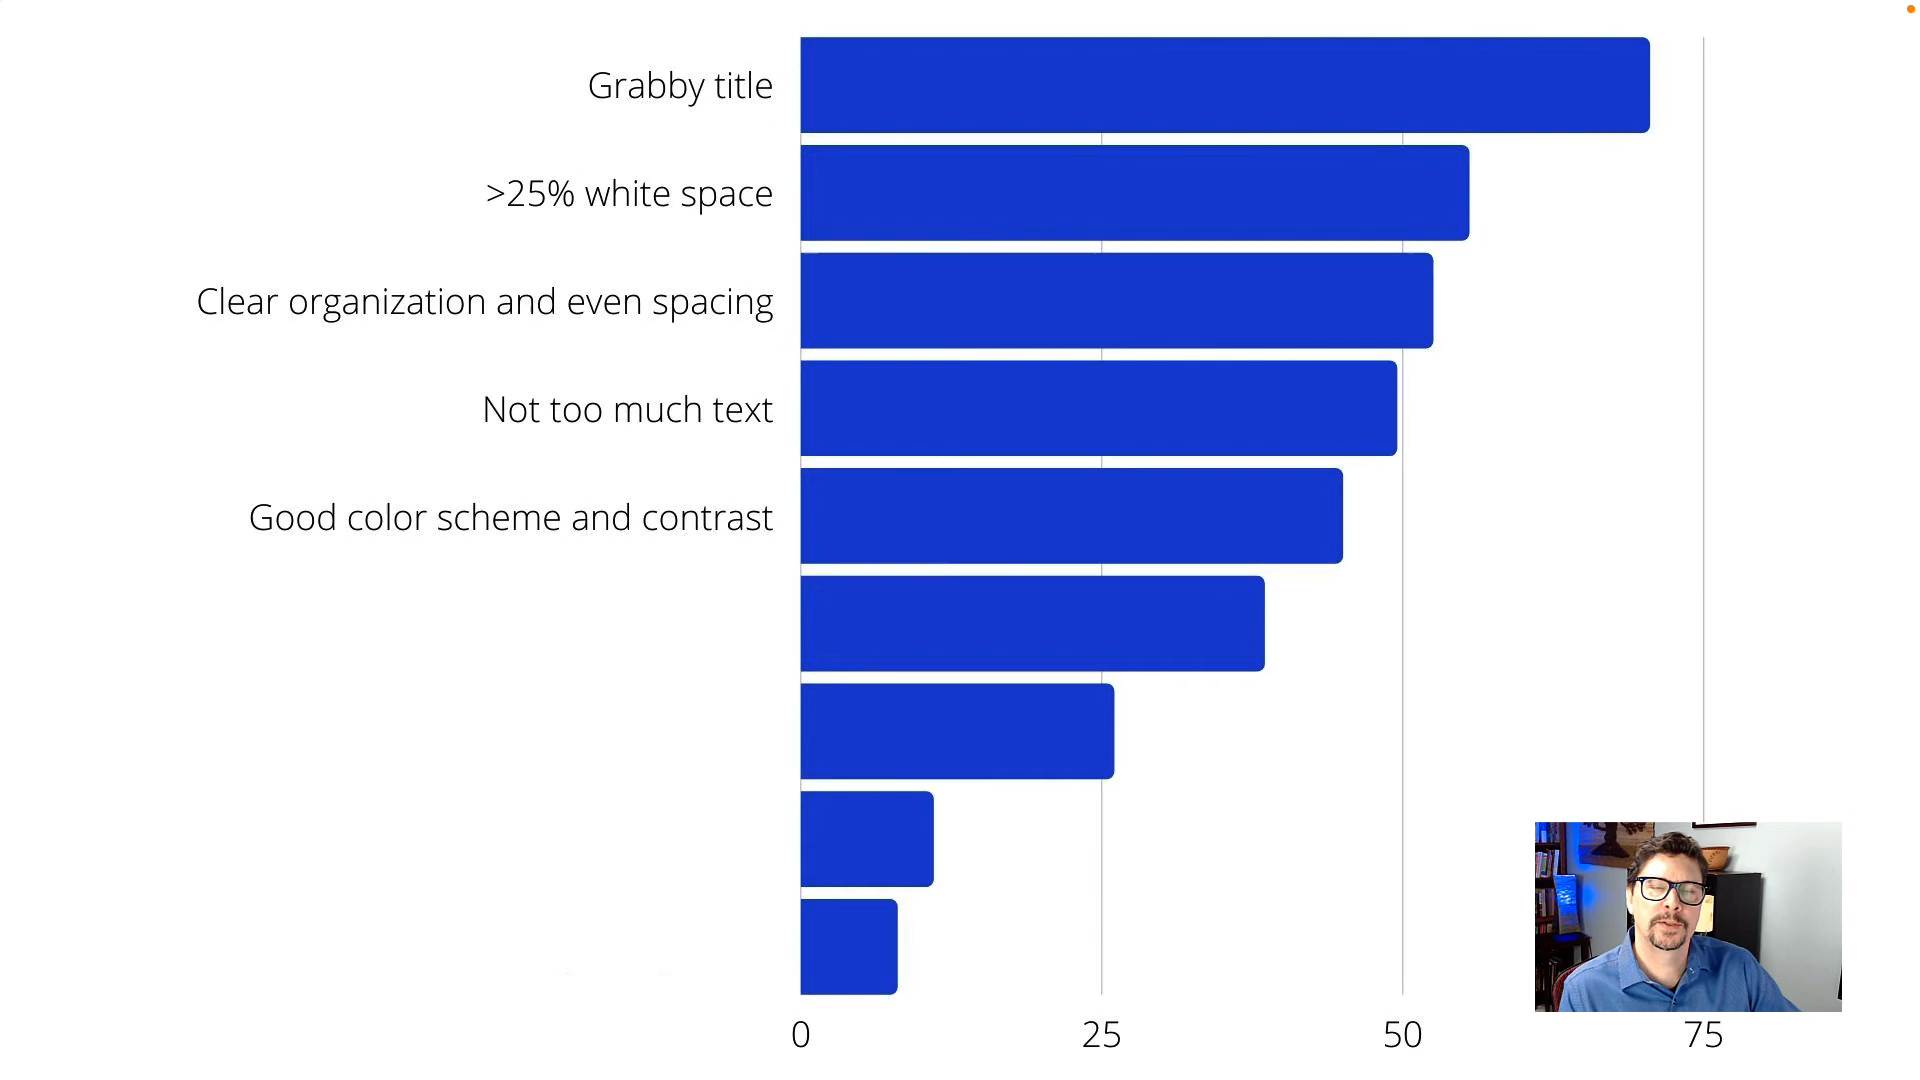 Grabby title
>25% white space
Clear organization and even spacing
Not too much text
Good color scheme and contrast
0 25 50 75